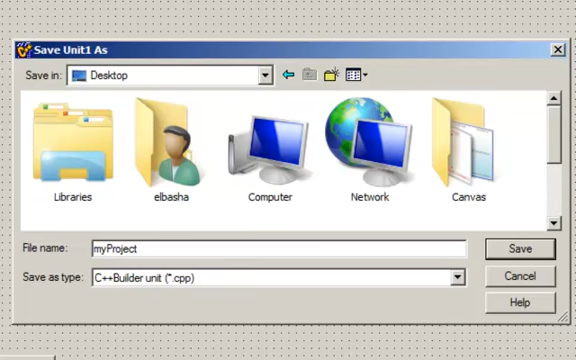 Save Unit1 As
Save in: Desktop
Libraries elbasha Computer Network Canvas
File name: myProject Save
Save as type: C++Builder unit (*.cpp) Cancel
Help